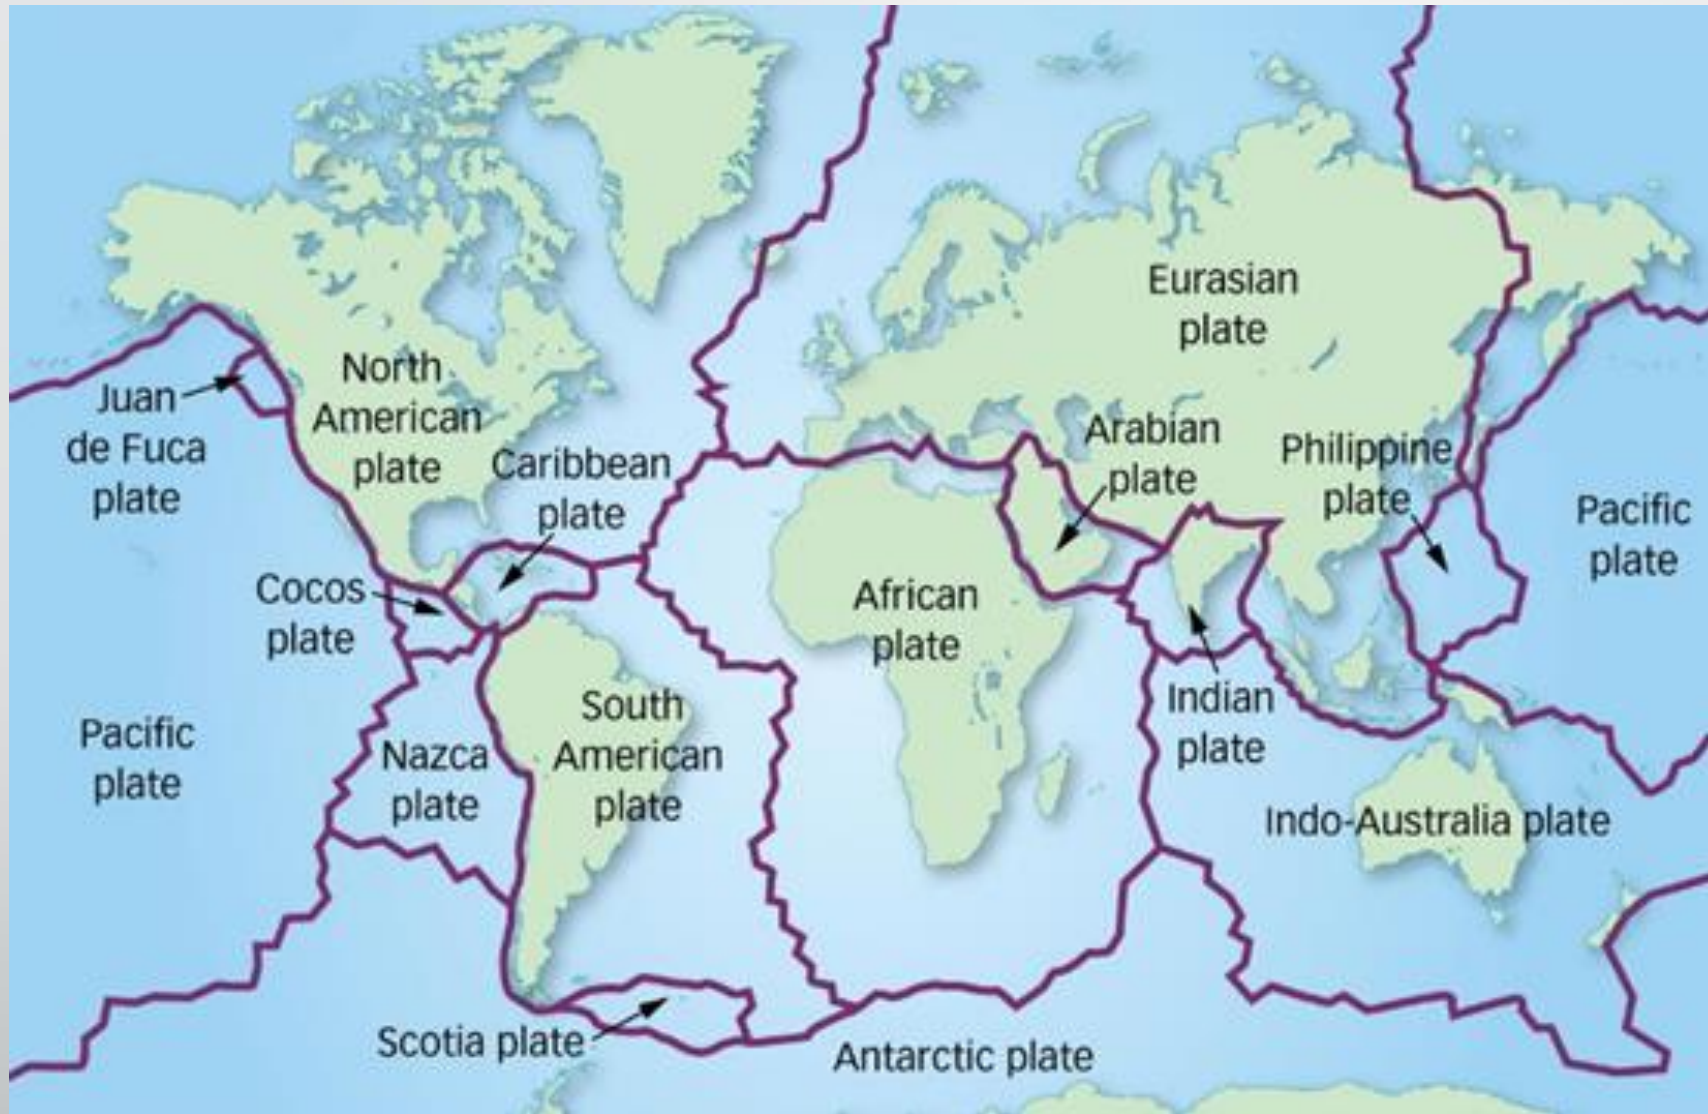 Eurasian
plate
North
American
plate
Juan
de Fuca
plate
Caribbean
plate
Arabian
plate
Philippine
plate
Pacific
plate
Cocos
plate
African
plate
Indian
plate
Pacific
plate
Nazca
plate
South
American
plate
Indo-Australia plate
Scotia plate
Antarctic plate